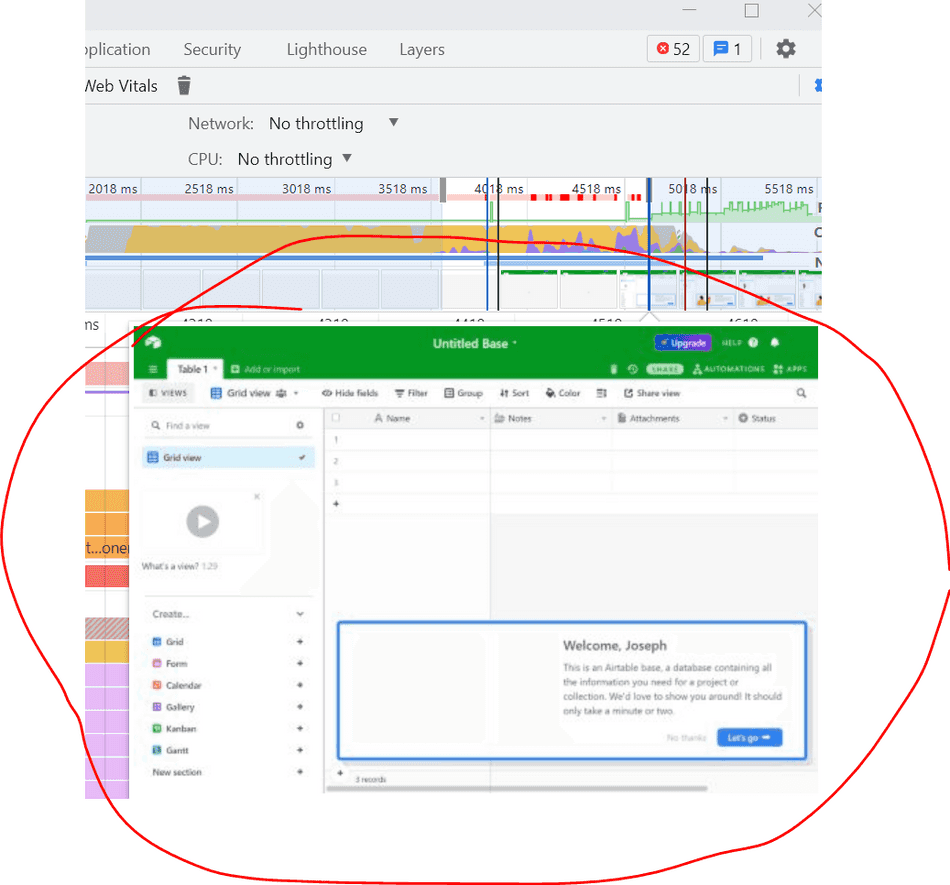 pplication Security Lighthouse Layers 52 1
Web Vitals
Network: No throttling
CPU: No throttling
2018 ms 2518 ms 3018 ms 3518 ms 4018 ms 4518 ms 5018 ms 5518 ms
ms
Untitled Base Upgrade HELP
Table 1 Add or import SHARE AUTOMATIONS APPS
VIEWS Grid view Hide fields Filter Group Sort Color Share view
Find a view Name Notes Attachments Status
1
Grid view 2
3
+
t...oner
What's a view? 1:29
Create...
Grid +
Form +
Calendar +
Gallery +
Kanban +
Gantt +
New section +
Welcome, Joseph
This is an Airtable base, a database containing all
the information you need for a project or
collection. We'd love to show you around! It should
only take a minute or two.
No thanks Let's go
+ 3 records